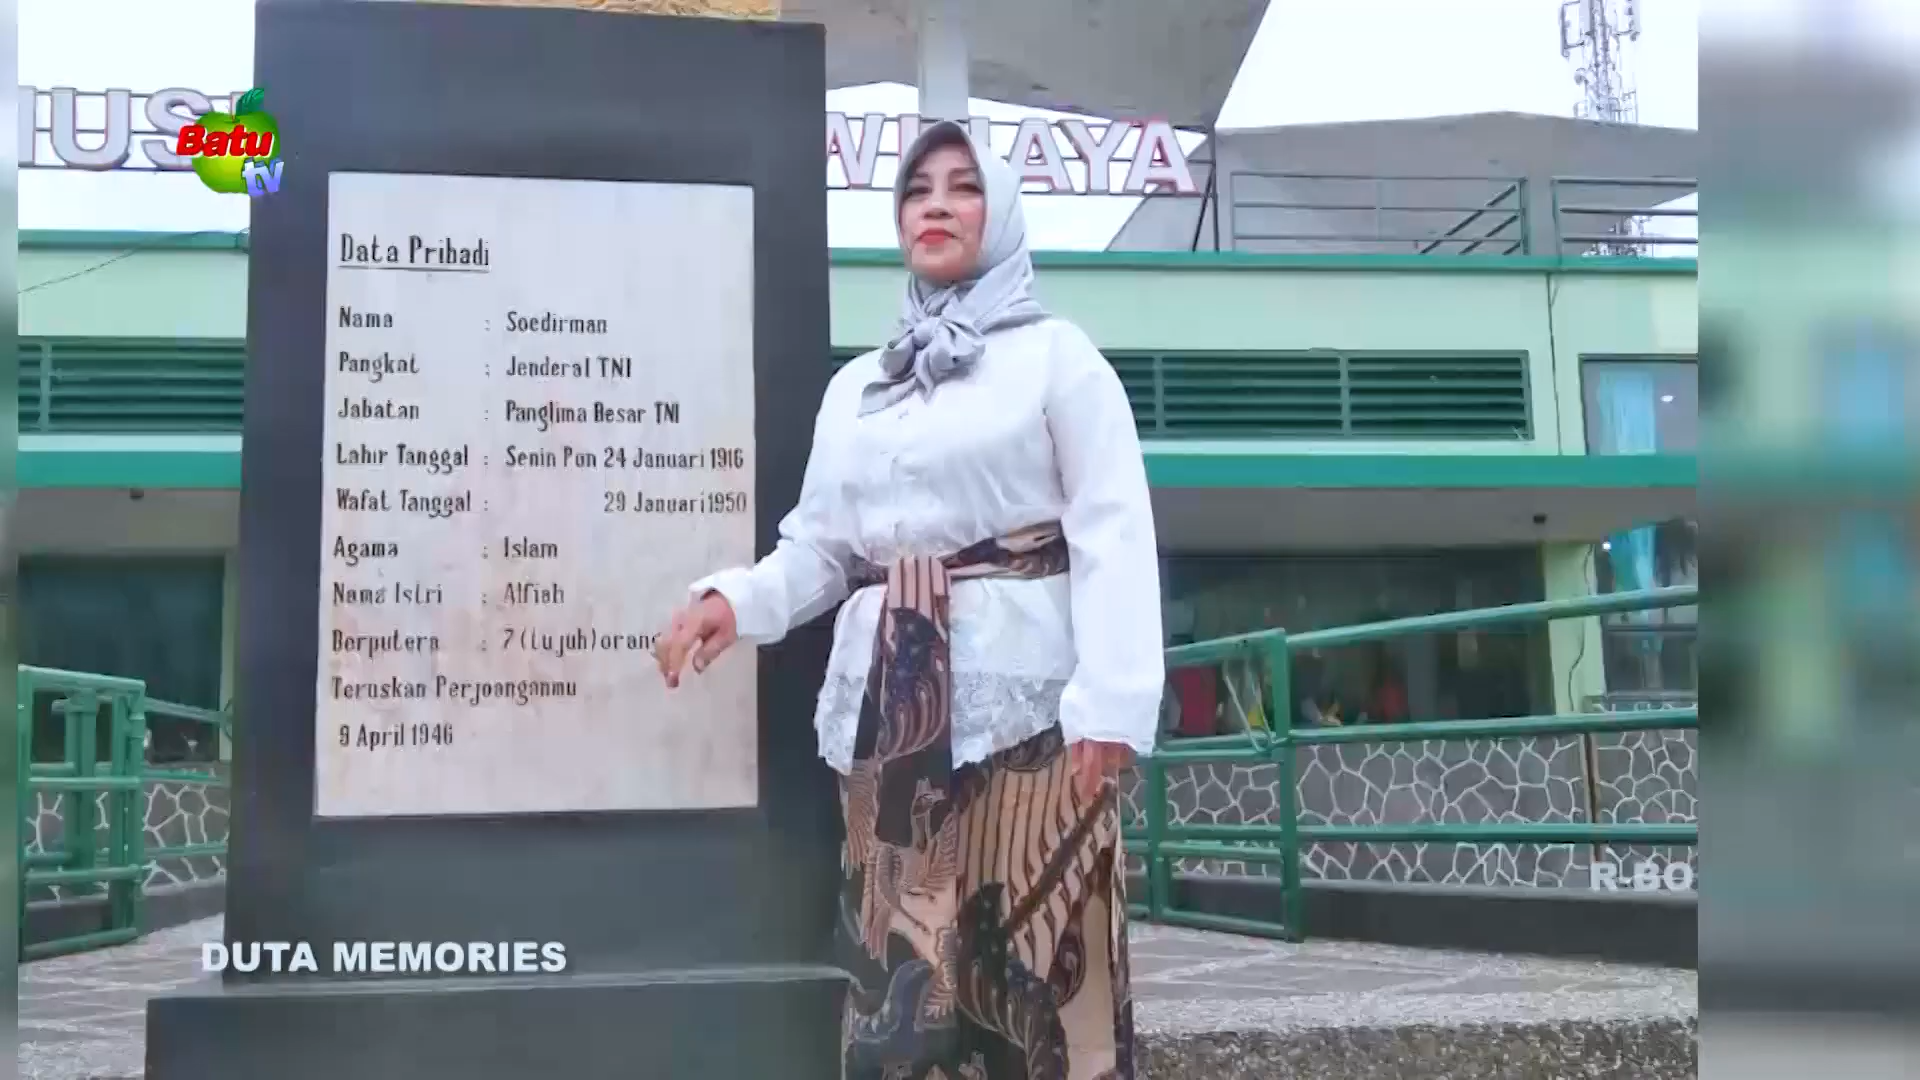 Batu
tv
WIJAYA
Data Pribadi
Nama : Soedirman
Pangkat : Jenderal TNI
Jabatan : Panglima Besar TNI
Lahir Tanggal : Senin Pon 24 Januari 1916
Wafat Tanggal : 29 Januari 1950
Agama : Islam
Nama Istri : Alfiah
Berputera : 7 (tujuh) orang
Teruskan Perjoanganmu
9 April 1946
R-BO
DUTA MEMORIES